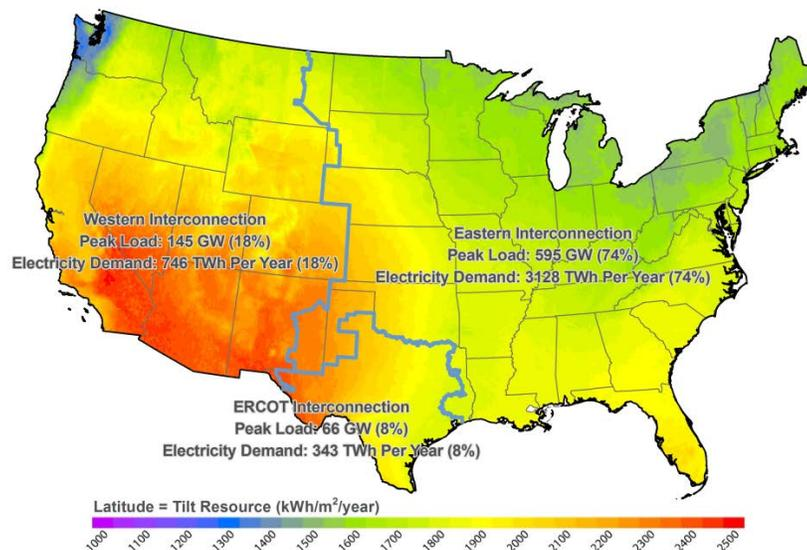 Western Interconnection
Peak Load: 145 GW (18%)
Electricity Demand: 746 TWh Per Year (18%)
Eastern Interconnection
Peak Load: 595 GW (74%)
Electricity Demand: 3128 TWh Per Year (74%)
ERCOT Interconnection
Peak Load: 66 GW (8%)
Electricity Demand: 343 TWh Per Year (8%)
Latitude = Tilt Resource (kWh/m²/year)
1000 1100 1200 1300 1400 1500 1600 1700 1800 1900 2000 2100 2200 2300 2400 2500